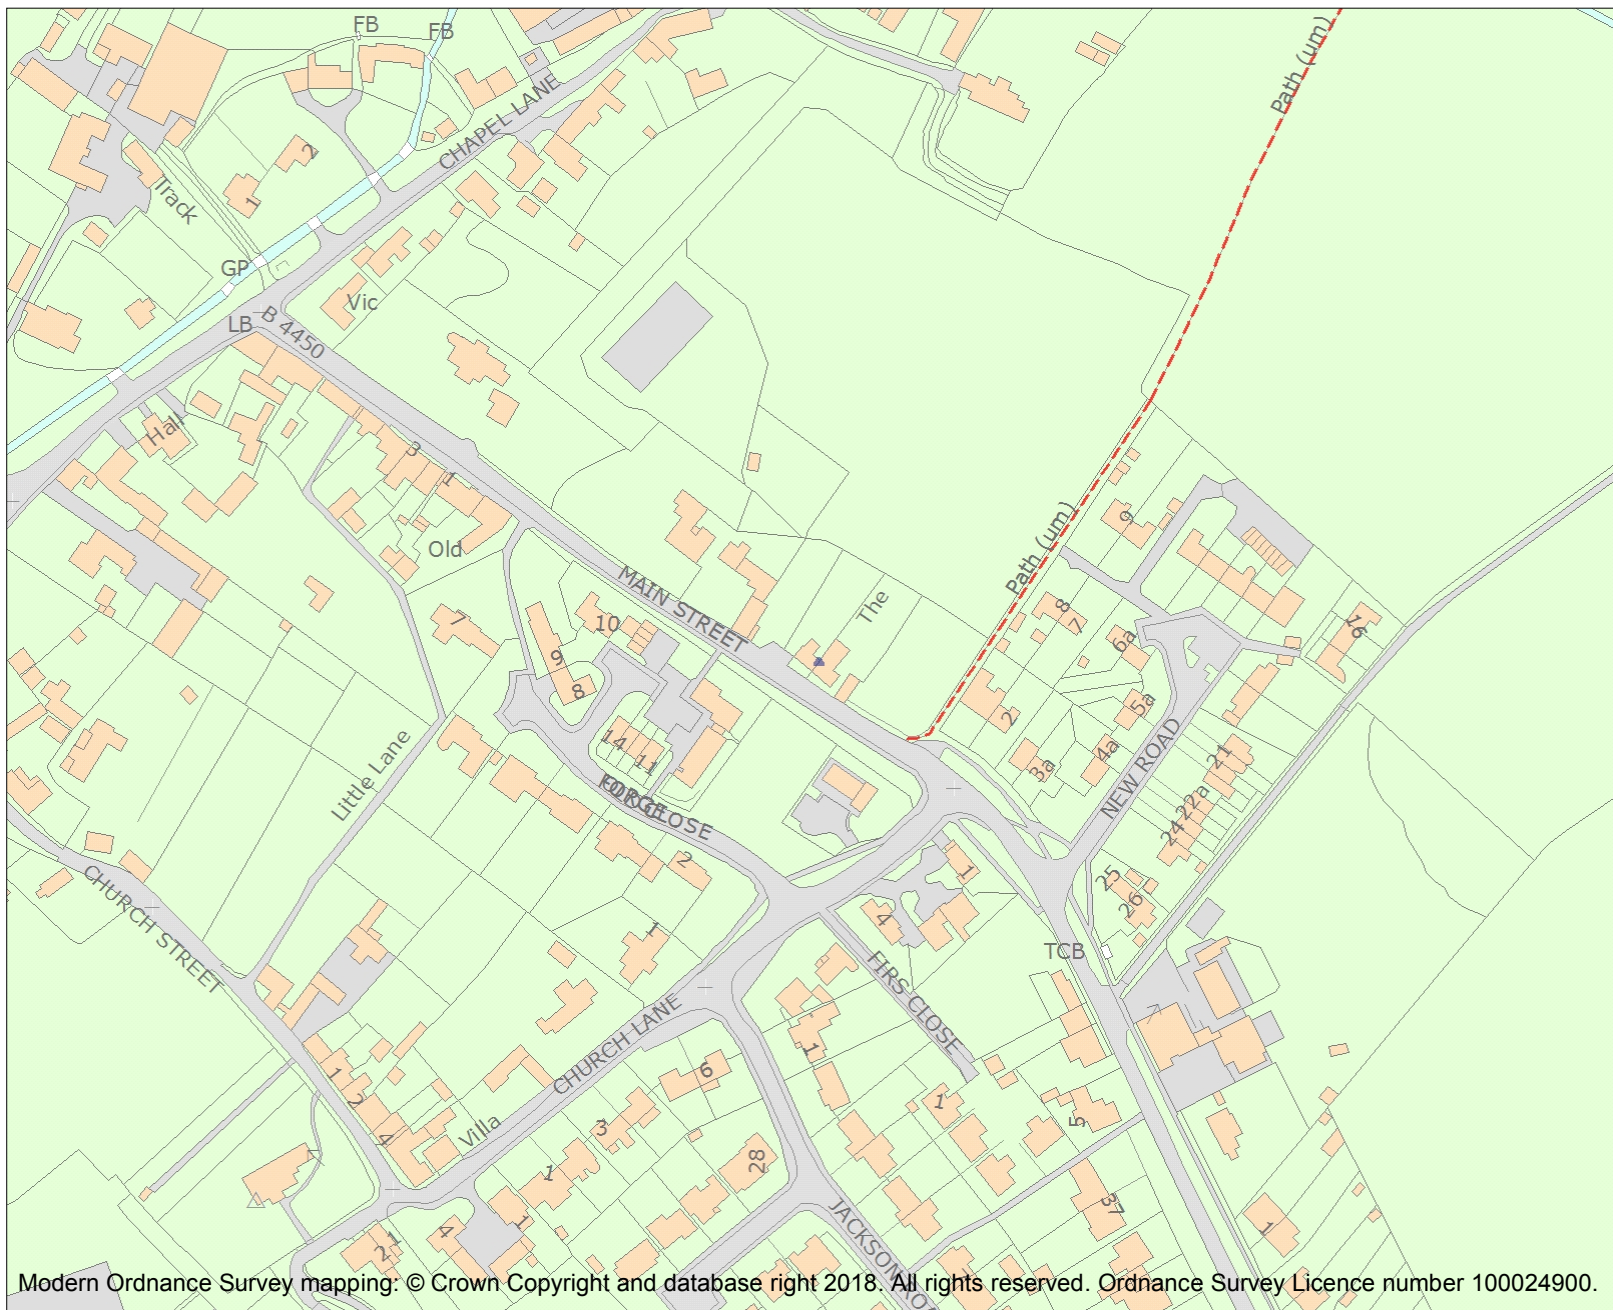 FB
FB
Path (um)
CHAPEL LANE
2
1
Track
GP
Vic
LB
B 4450
Hall
3
1
Old
9
Path (um)
MAIN STREET
The
8
7
10
7
6a
16
9
8
5a
2
14
11
4a
3a
21
NEW ROAD
Little Lane
CLOSE
22a
24
2
1
25
26
CHURCH STREET
4
1
TCB
FIRS CLOSE
CHURCH LANE
1
6
1
2
1
5
3
4
Villa
28
1
37
1
4
21
1
JACKSON
Modern Ordnance Survey mapping: © Crown Copyright and database right 2018. All rights reserved. Ordnance Survey Licence number 100024900.